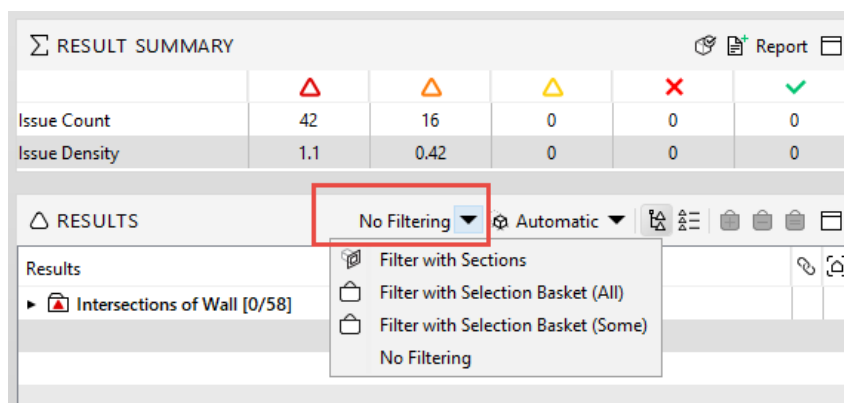 RESULT SUMMARY Report
Issue Count 42 16 0 0 0
Issue Density 1.1 0.42 0 0 0
RESULTS No Filtering Automatic
Results
Filter with Sections
Filter with Selection Basket (All)
Intersections of Wall [0/58]
Filter with Selection Basket (Some)
No Filtering